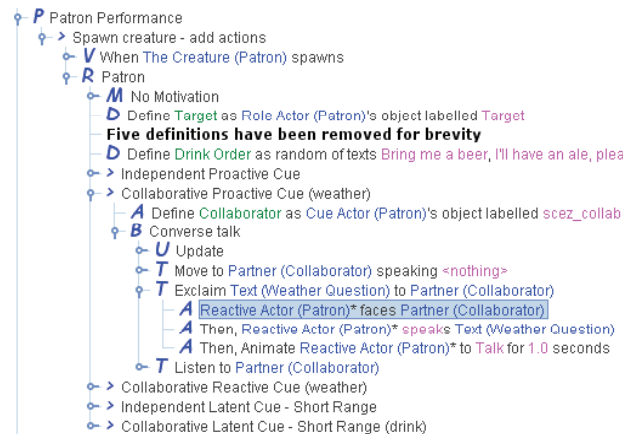 P Patron Performance
> Spawn creature - add actions
V When The Creature (Patron) spawns
R Patron
M No Motivation
D Define Target as Role Actor (Patron)'s object labelled Target
Five definitions have been removed for brevity
D Define Drink Order as random of texts Bring me a beer, I'll have an ale, plea
> Independent Proactive Cue
> Collaborative Proactive Cue (weather)
A Define Collaborator as Cue Actor (Patron)'s object labelled scez_collab
B Converse talk
U Update
T Move to Partner (Collaborator) speaking <nothing>
T Exclaim Text (Weather Question) to Partner (Collaborator)
A Reactive Actor (Patron)* faces Partner (Collaborator)
A Then, Reactive Actor (Patron)* speaks Text (Weather Question)
A Then, Animate Reactive Actor (Patron)* to Talk for 1.0 seconds
T Listen to Partner (Collaborator)
> Collaborative Reactive Cue (weather)
> Independent Latent Cue - Short Range
> Collaborative Latent Cue - Short Range (drink)